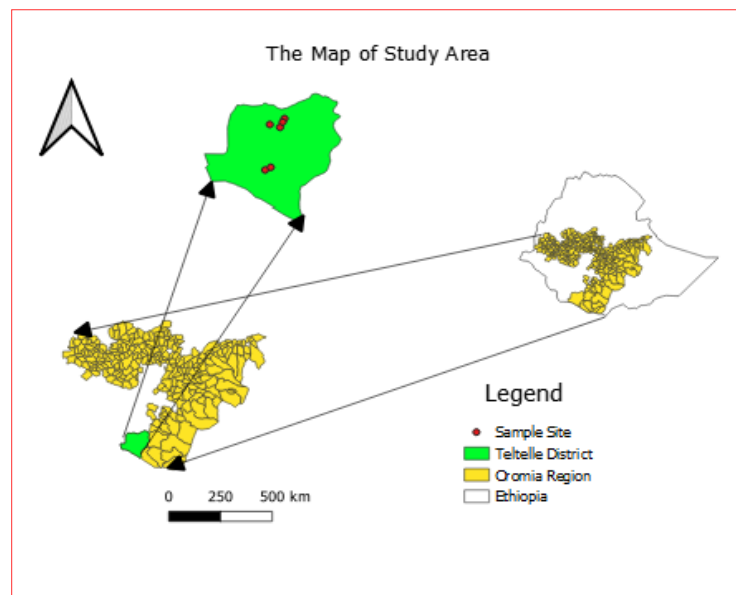 The Map of Study Area
Legend
Sample Site
Teltelle District
Oromia Region
Ethiopia
0 250 500 km